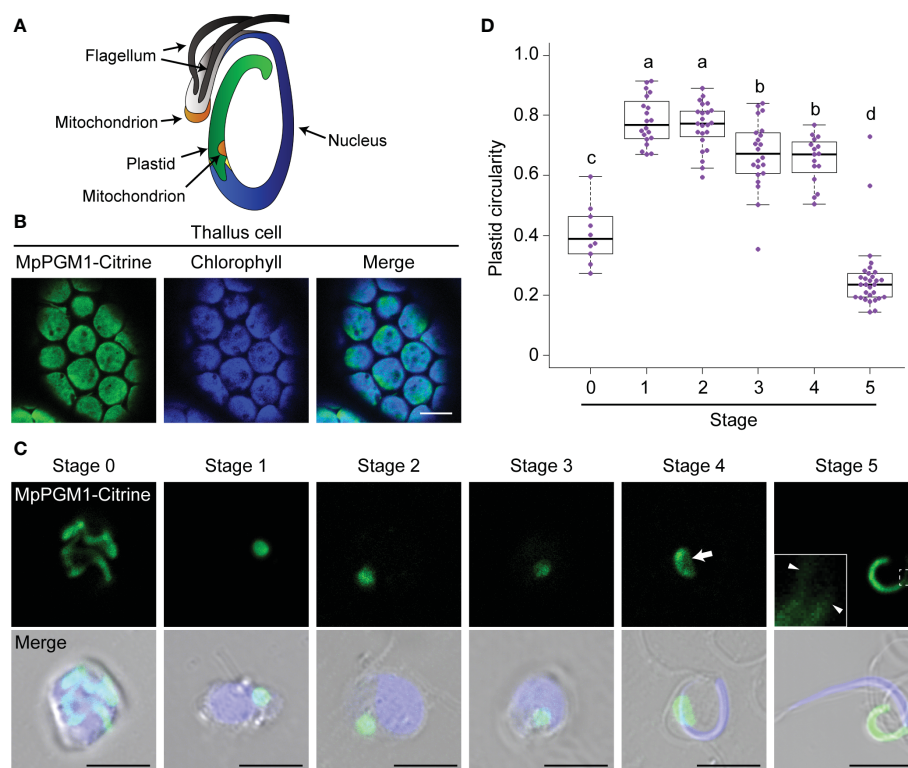 A
Flagellum
Mitochondrion
Plastid
Mitochondrion
Nucleus
B
Thallus cell
MpPGM1-Citrine Chlorophyll Merge
C
Stage 0 Stage 1 Stage 2 Stage 3 Stage 4 Stage 5
MpPGM1-Citrine
Merge
D
Plastid circularity
1.0
0.8
0.6
0.4
0.2
0
c a a b b d
0 1 2 3 4 5
Stage